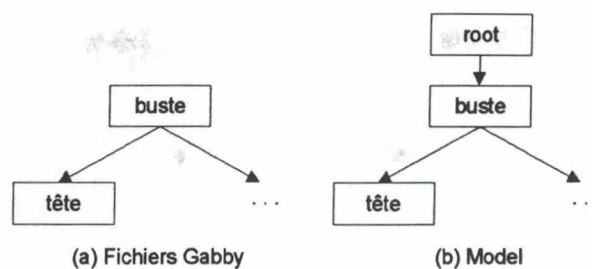 root
buste
buste
tête
. . .
tête
. .
(a) Fichiers Gabby
(b) Model